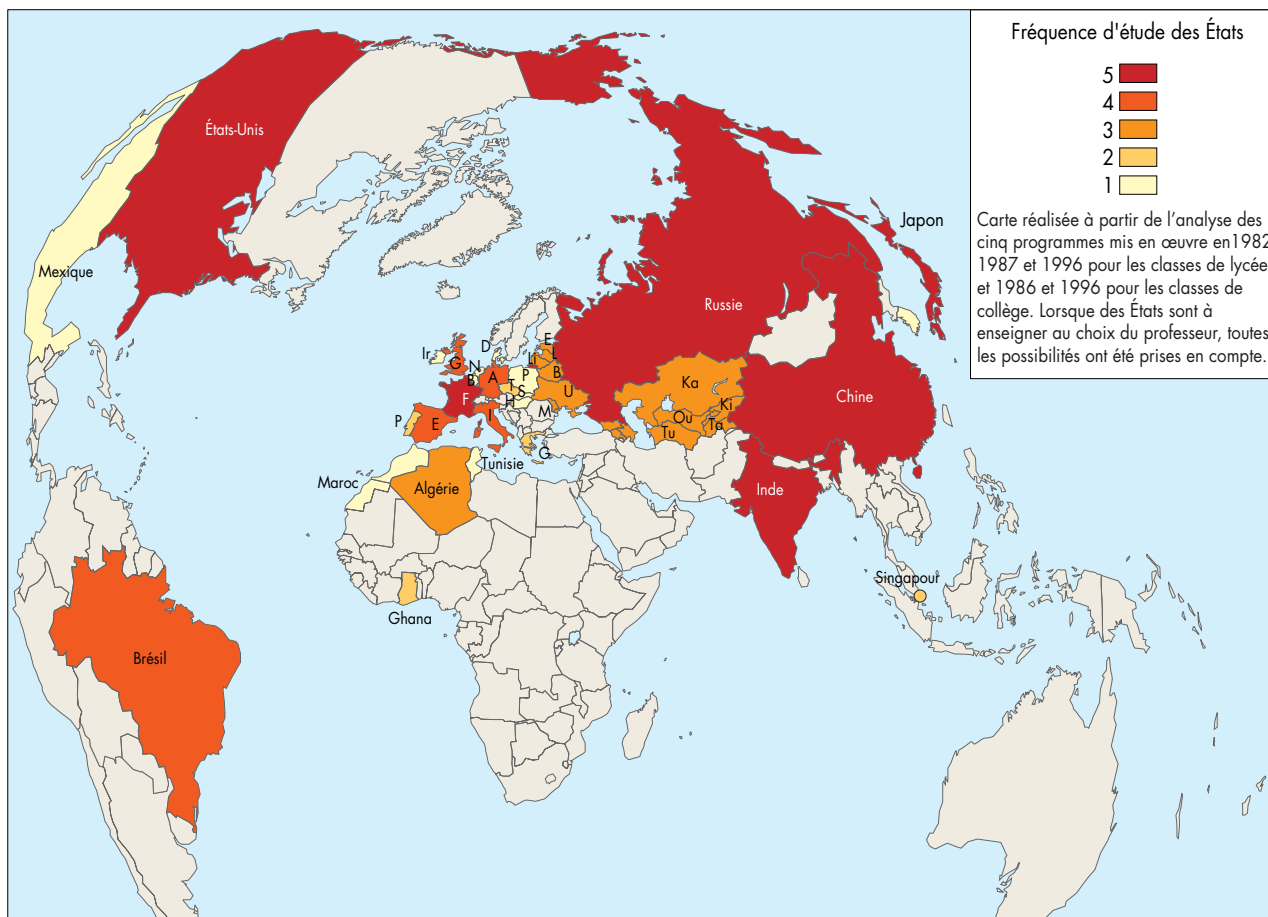 Fréquence d'étude des États
5
4
3
2
1
Carte réalisée à partir de l'analyse des
cinq programmes mis en œuvre en1982
1987 et 1996 pour les classes de lycée
et 1986 et 1996 pour les classes de
collège. Lorsque des États sont à
enseigner au choix du professeur, toutes
les possibilités ont été prises en compte.
États-Unis
Mexique
Japon
Russie
Chine
Inde
Singapour
Ka
Ou
Ki
Tu
Ta
E
L
Li
B
U
D
Ir
G
N
B
A
P
T
S
H
M
F
I
P
E
G
Tunisie
Maroc
Algérie
Ghana
Brésil